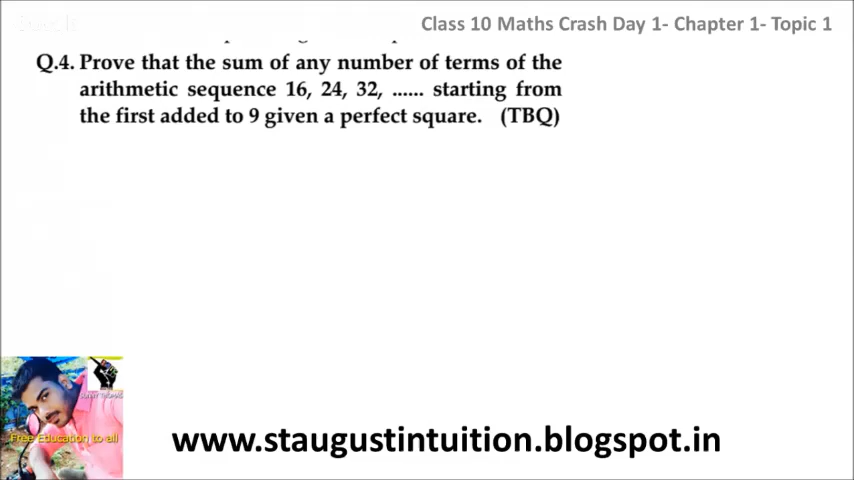 Class 10 Maths Crash Day 1- Chapter 1- Topic 1
Q.4. Prove that the sum of any number of terms of the
arithmetic sequence 16, 24, 32, ...... starting from
the first added to 9 given a perfect square. (TBQ)
SUNNY THOMAS
Free Education to all
www.staugustintuition.blogspot.in